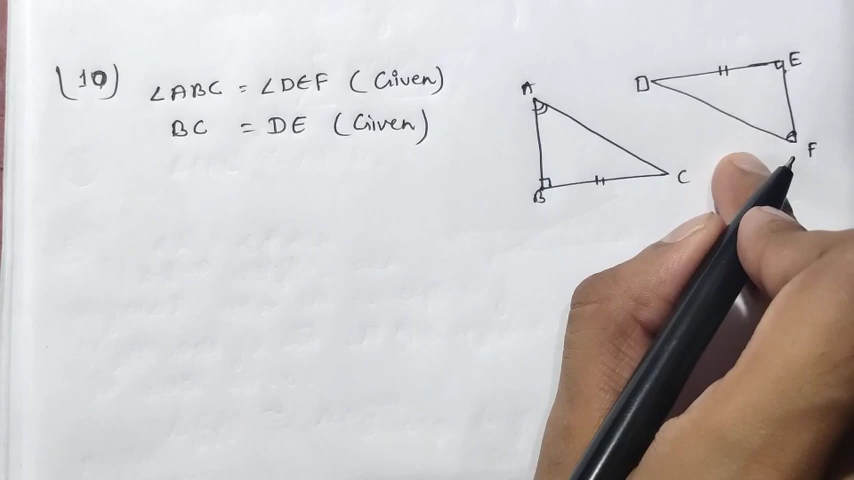 (10) ∠ABC = ∠DEF (Given)
BC = DE (Given)
A
B
C
D
E
F